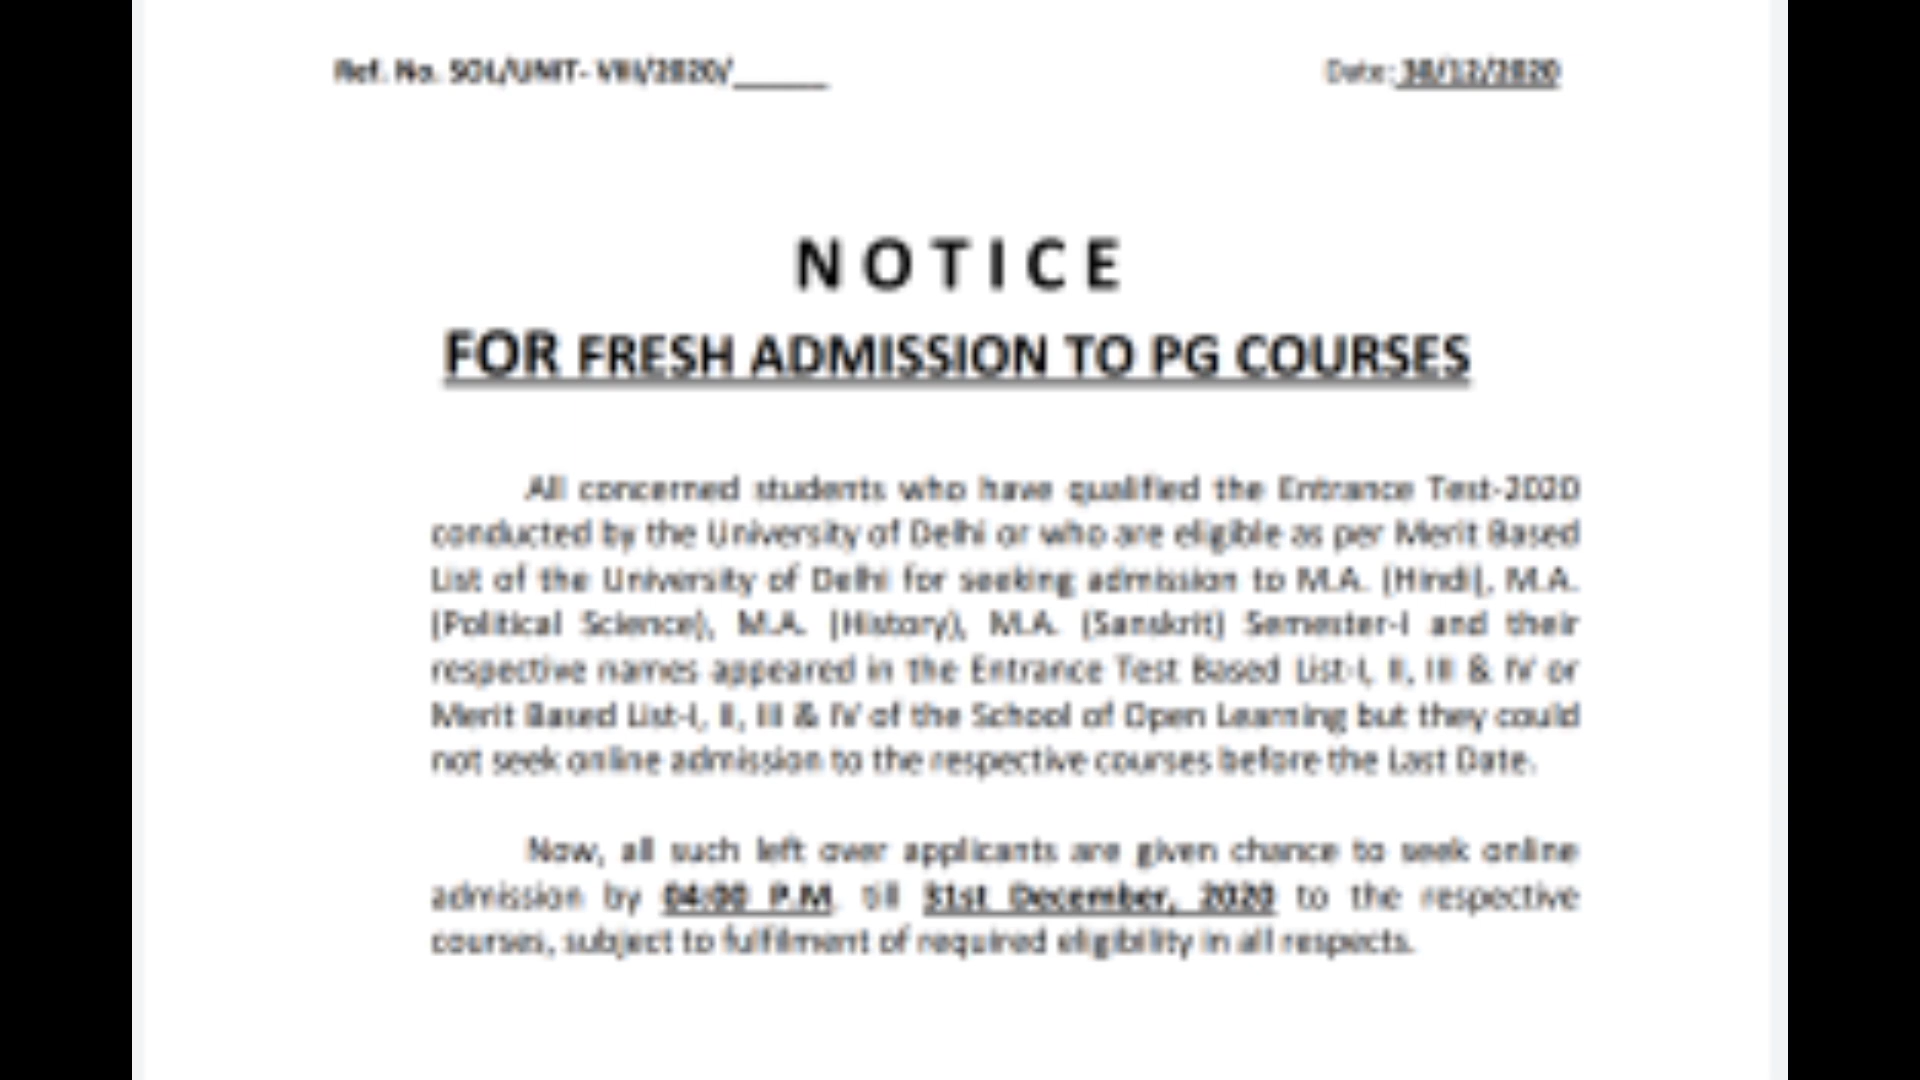 Ref. No. SOL/UNIT- VIII/2020/______
Date: 30/12/2020
NOTICE
FOR FRESH ADMISSION TO PG COURSES
All concerned students who have qualified the Entrance Test-2020
conducted by the University of Delhi or who are eligible as per Merit Based
List of the University of Delhi for seeking admission to M.A. (Hindi), M.A.
(Political Science), M.A. (History), M.A. (Sanskrit) Semester-I and their
respective names appeared in the Entrance Test Based List-I, II, III & IV or
Merit Based List-I, II, III & IV of the School of Open Learning but they could
not seek online admission to the respective courses before the Last Date.
Now, all such left over applicants are given chance to seek online
admission by 04:00 P.M. till 31st December, 2020 to the respective
courses, subject to fulfilment of required eligibility in all respects.